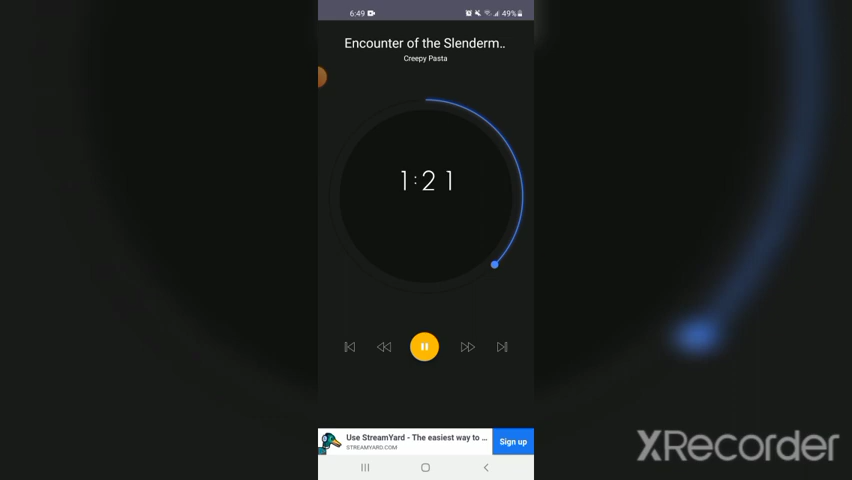 6:49
49%
Encounter of the Slenderm..
Creepy Pasta
1:21
Use StreamYard - The easiest way to ...
STREAMYARD.COM
Sign up
XRecorder